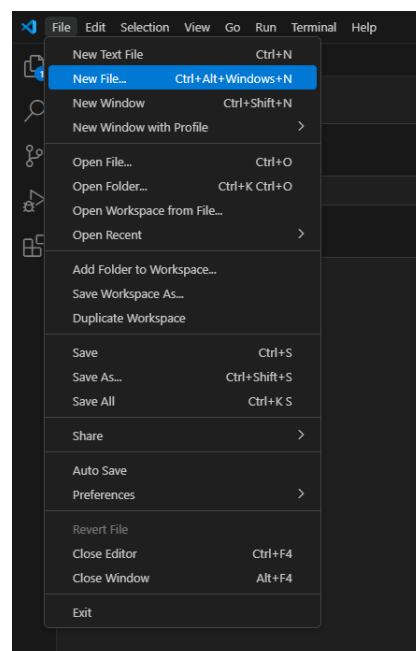 File Edit Selection View Go Run Terminal Help
New Text File Ctrl+N
New File... Ctrl+Alt+Windows+N
New Window Ctrl+Shift+N
New Window with Profile
Open File... Ctrl+O
Open Folder... Ctrl+K Ctrl+O
Open Workspace from File...
Open Recent
Add Folder to Workspace...
Save Workspace As...
Duplicate Workspace
Save Ctrl+S
Save As... Ctrl+Shift+S
Save All Ctrl+K S
Share
Auto Save
Preferences
Revert File
Close Editor Ctrl+F4
Close Window Alt+F4
Exit
1